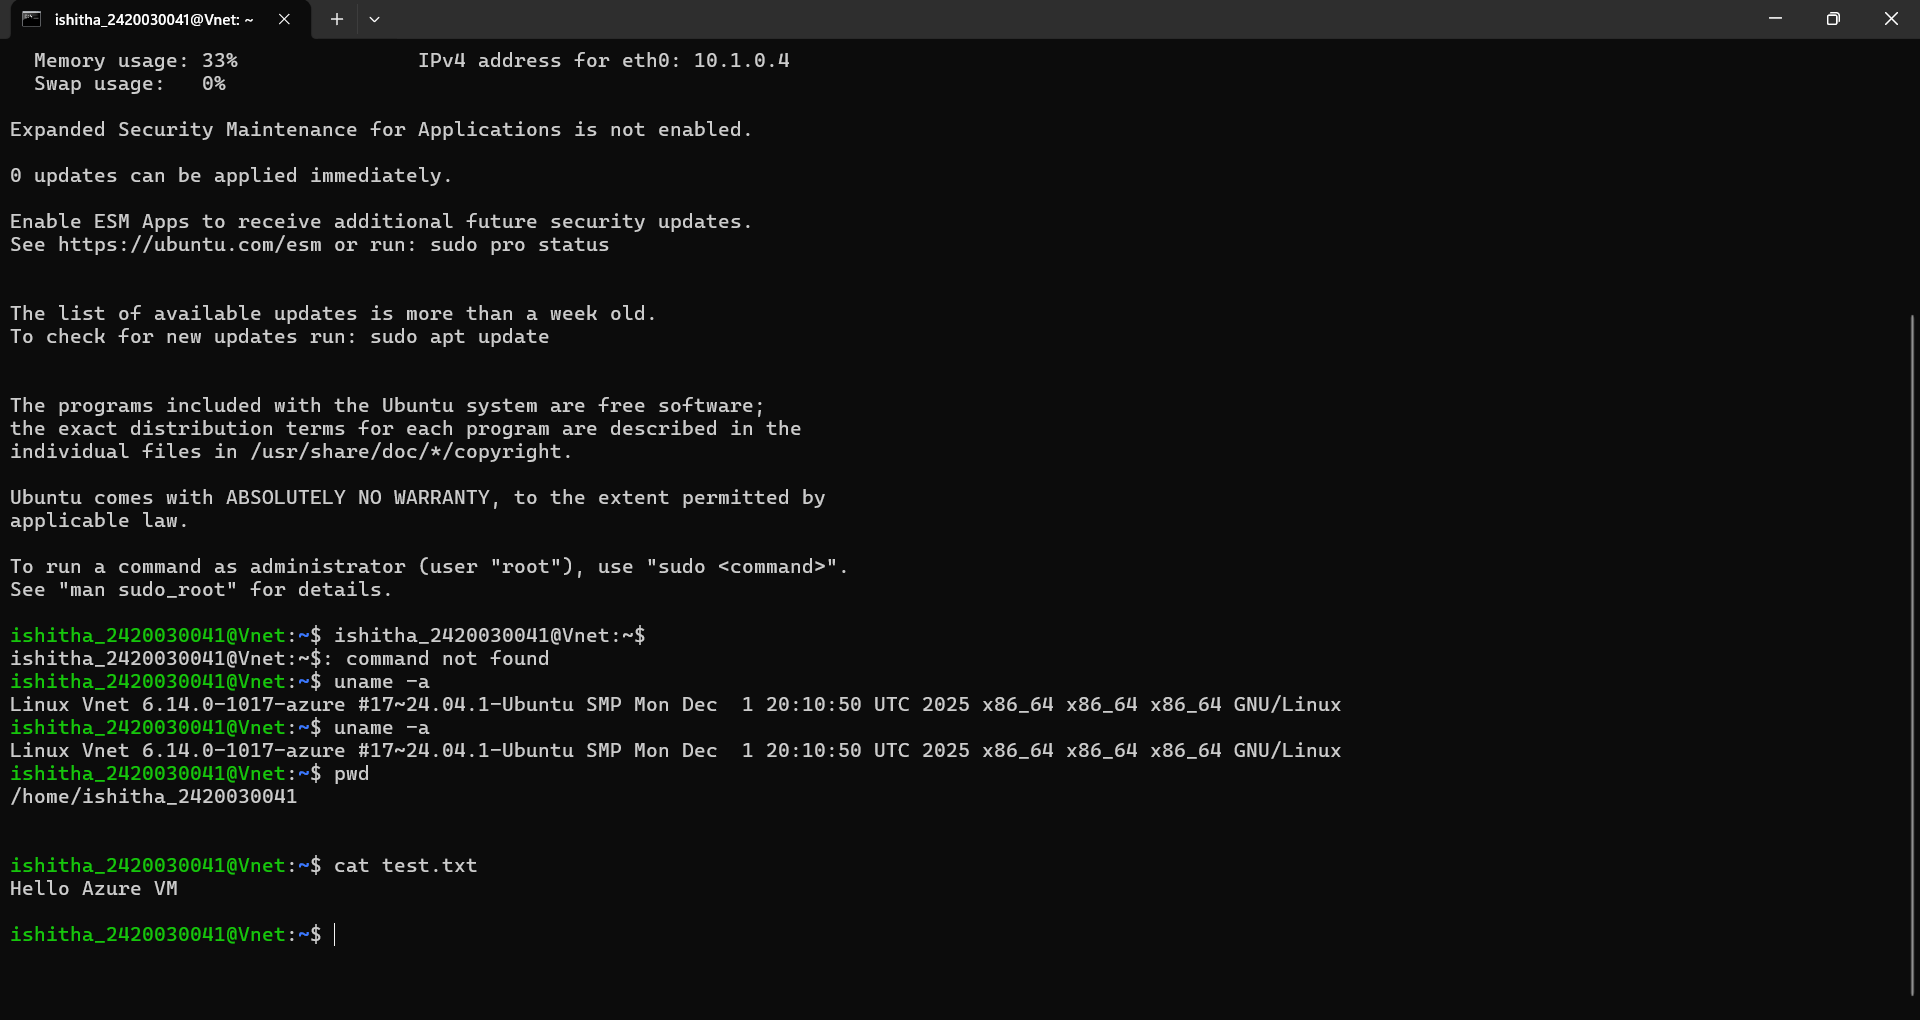 ishitha_2420030041@Vnet: ~
Memory usage: 33%               IPv4 address for eth0: 10.1.0.4
Swap usage:   0%
Expanded Security Maintenance for Applications is not enabled.
0 updates can be applied immediately.
Enable ESM Apps to receive additional future security updates.
See https://ubuntu.com/esm or run: sudo pro status
The list of available updates is more than a week old.
To check for new updates run: sudo apt update
The programs included with the Ubuntu system are free software;
the exact distribution terms for each program are described in the
individual files in /usr/share/doc/*/copyright.
Ubuntu comes with ABSOLUTELY NO WARRANTY, to the extent permitted by
applicable law.
To run a command as administrator (user "root"), use "sudo <command>".
See "man sudo_root" for details.
ishitha_2420030041@Vnet:~$ ishitha_2420030041@Vnet:~$
ishitha_2420030041@Vnet:~$: command not found
ishitha_2420030041@Vnet:~$ uname -a
Linux Vnet 6.14.0-1017-azure #17~24.04.1-Ubuntu SMP Mon Dec  1 20:10:50 UTC 2025 x86_64 x86_64 x86_64 GNU/Linux
ishitha_2420030041@Vnet:~$ uname -a
Linux Vnet 6.14.0-1017-azure #17~24.04.1-Ubuntu SMP Mon Dec  1 20:10:50 UTC 2025 x86_64 x86_64 x86_64 GNU/Linux
ishitha_2420030041@Vnet:~$ pwd
/home/ishitha_2420030041
ishitha_2420030041@Vnet:~$ cat test.txt
Hello Azure VM
ishitha_2420030041@Vnet:~$